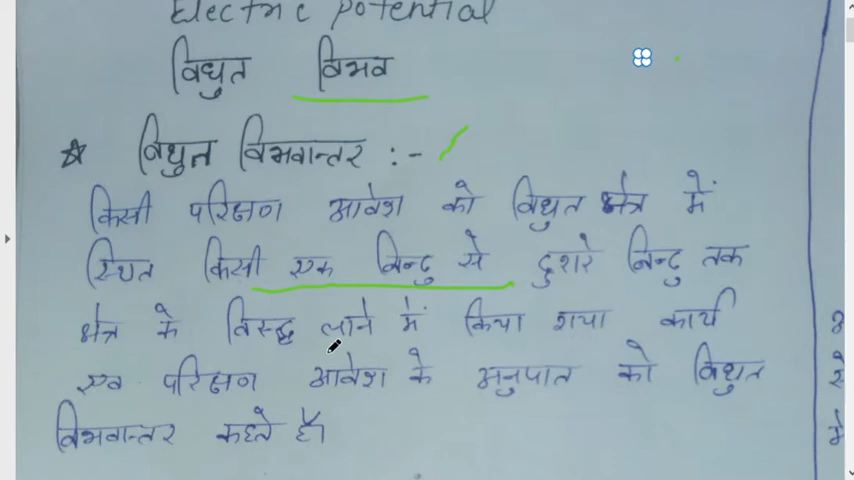 Electric Potential
विधुत विभव
* विधुत विभवान्तर :-
किसी परिक्षण आवेश को विधुत क्षेत्र में
स्थित किसी एक बिन्दु से दुशरे बिन्दु तक
क्षेत्र के विरुद्ध लाने में किया गया कार्य
एव परिक्षण आवेश के अनुपात को विधुत
विभवान्तर कहते है।